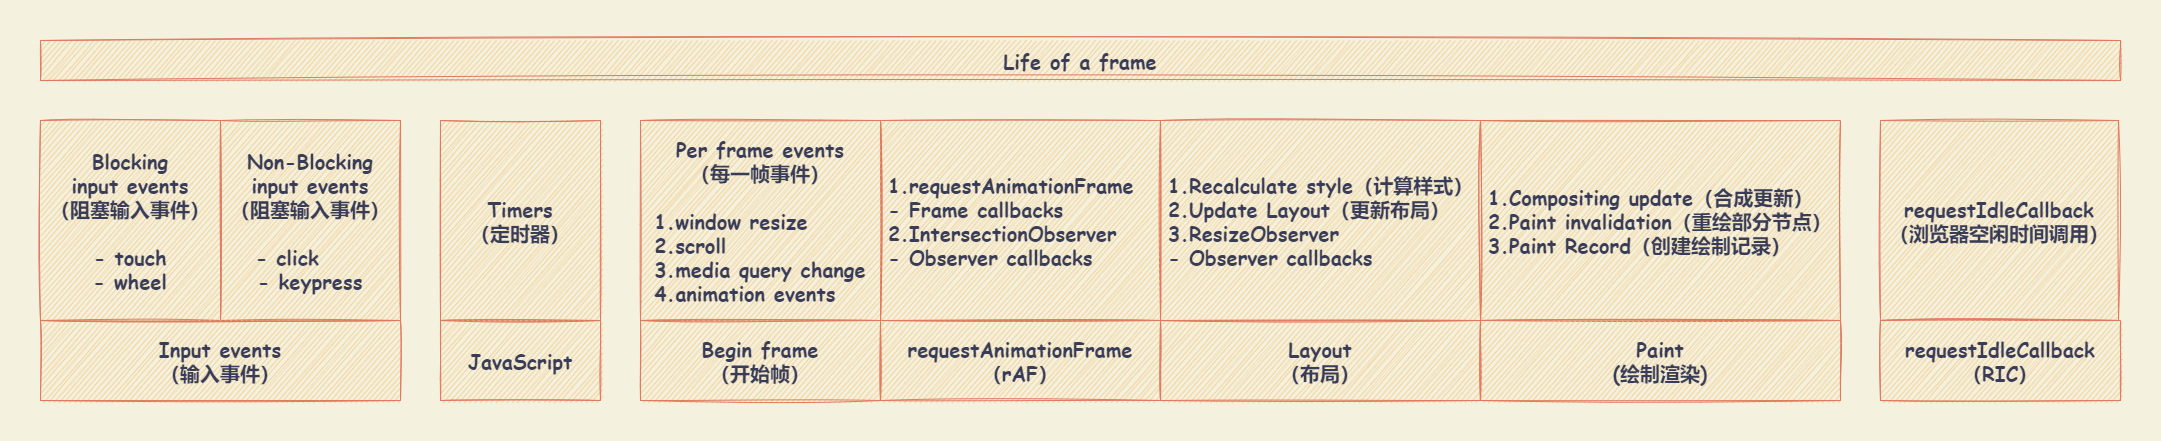 Life of a frame
Blocking
input events
(阻塞输入事件)
- touch
- wheel
Non-Blocking
input events
(阻塞输入事件)
- click
- keypress
Input events
(输入事件)
Timers
(定时器)
JavaScript
Per frame events
(每一帧事件)
1.window resize
2.scroll
3.media query change
4.animation events
Begin frame
(开始帧)
1.requestAnimationFrame
- Frame callbacks
2.IntersectionObserver
- Observer callbacks
requestAnimationFrame
(rAF)
1.Recalculate style (计算样式)
2.Update Layout (更新布局)
3.ResizeObserver
- Observer callbacks
Layout
(布局)
1.Compositing update (合成更新)
2.Paint invalidation (重绘部分节点)
3.Paint Record (创建绘制记录)
Paint
(绘制渲染)
requestIdleCallback
(浏览器空闲时间调用)
requestIdleCallback
(RIC)